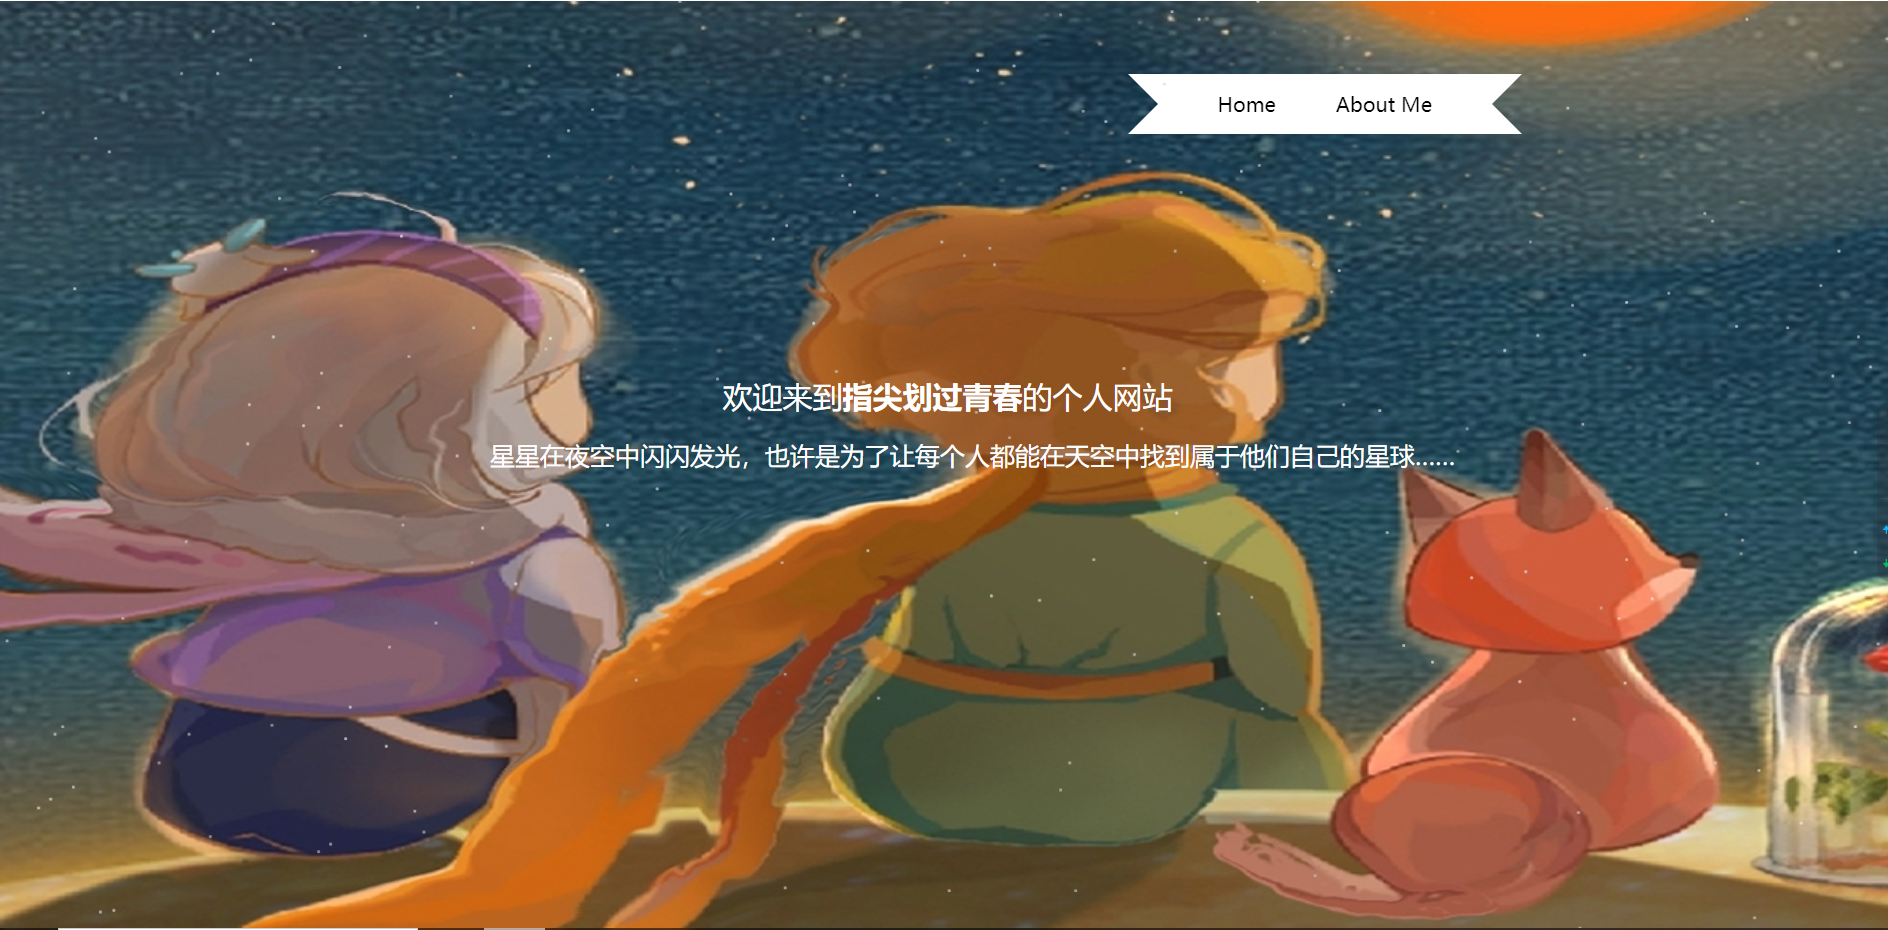 Home About Me
欢迎来到指尖划过青春的个人网站
星星在夜空中闪闪发光，也许是为了让每个人都能在天空中找到属于他们自己的星球......